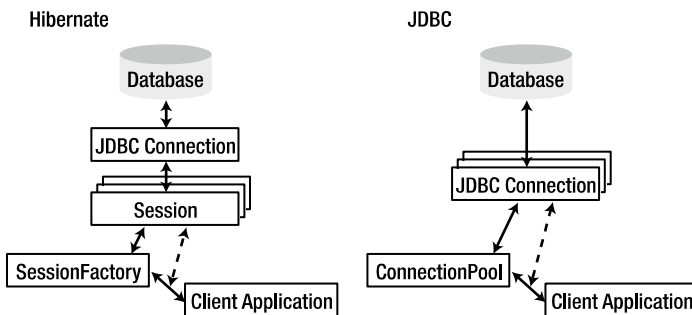 Hibernate
Database
JDBC Connection
Session
SessionFactory
Client Application
JDBC
Database
JDBC Connection
ConnectionPool
Client Application